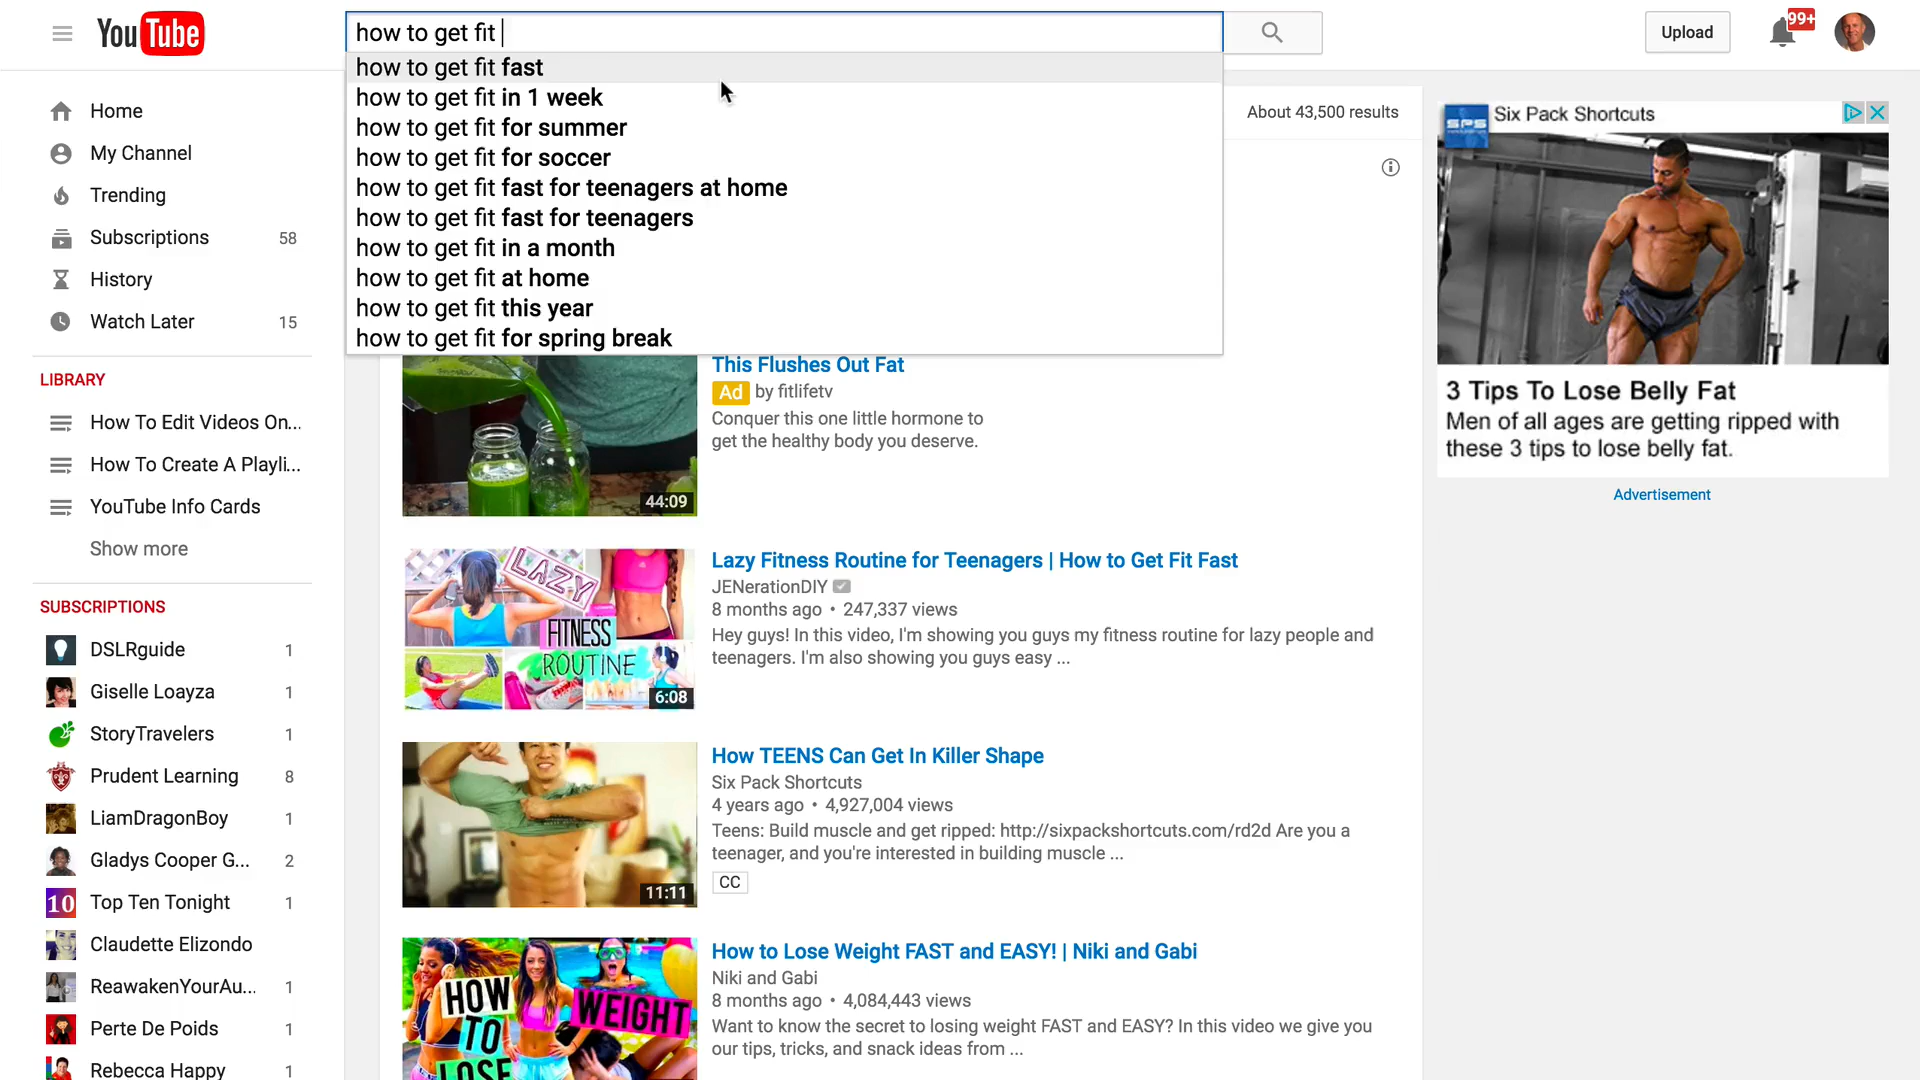 YouTube
how to get fit
Upload
99+
how to get fit fast
how to get fit in 1 week
how to get fit for summer
how to get fit for soccer
how to get fit fast for teenagers at home
how to get fit fast for teenagers
how to get fit in a month
how to get fit at home
how to get fit this year
how to get fit for spring break
Home
My Channel
Trending
Subscriptions 58
History
Watch Later 15
LIBRARY
How To Edit Videos On...
How To Create A Playli...
YouTube Info Cards
Show more
SUBSCRIPTIONS
DSLRguide 1
Giselle Loayza 1
StoryTravelers 1
Prudent Learning 8
LiamDragonBoy 1
Gladys Cooper G... 2
10
Top Ten Tonight 1
Claudette Elizondo
ReawakenYourAu... 1
Perte De Poids 1
Rebecca Happy 1
About 43,500 results
This Flushes Out Fat
Ad by fitlifetv
Conquer this one little hormone to
get the healthy body you deserve.
44:09
Lazy Fitness Routine for Teenagers | How to Get Fit Fast
JENerationDIY
8 months ago • 247,337 views
Hey guys! In this video, I'm showing you guys my fitness routine for lazy people and
teenagers. I'm also showing you guys easy ...
LAZY
FITNESS
ROUTINE
6:08
How TEENS Can Get In Killer Shape
Six Pack Shortcuts
4 years ago • 4,927,004 views
Teens: Build muscle and get ripped: http://sixpackshortcuts.com/rd2d Are you a
teenager, and you're interested in building muscle ...
CC
11:11
How to Lose Weight FAST and EASY! | Niki and Gabi
Niki and Gabi
8 months ago • 4,084,443 views
Want to know the secret to losing weight FAST and EASY? In this video we give you
our tips, tricks, and snack ideas from ...
HOW
TO
LOSE
WEIGHT
SPS
Six Pack Shortcuts
3 Tips To Lose Belly Fat
Men of all ages are getting ripped with
these 3 tips to lose belly fat.
Advertisement